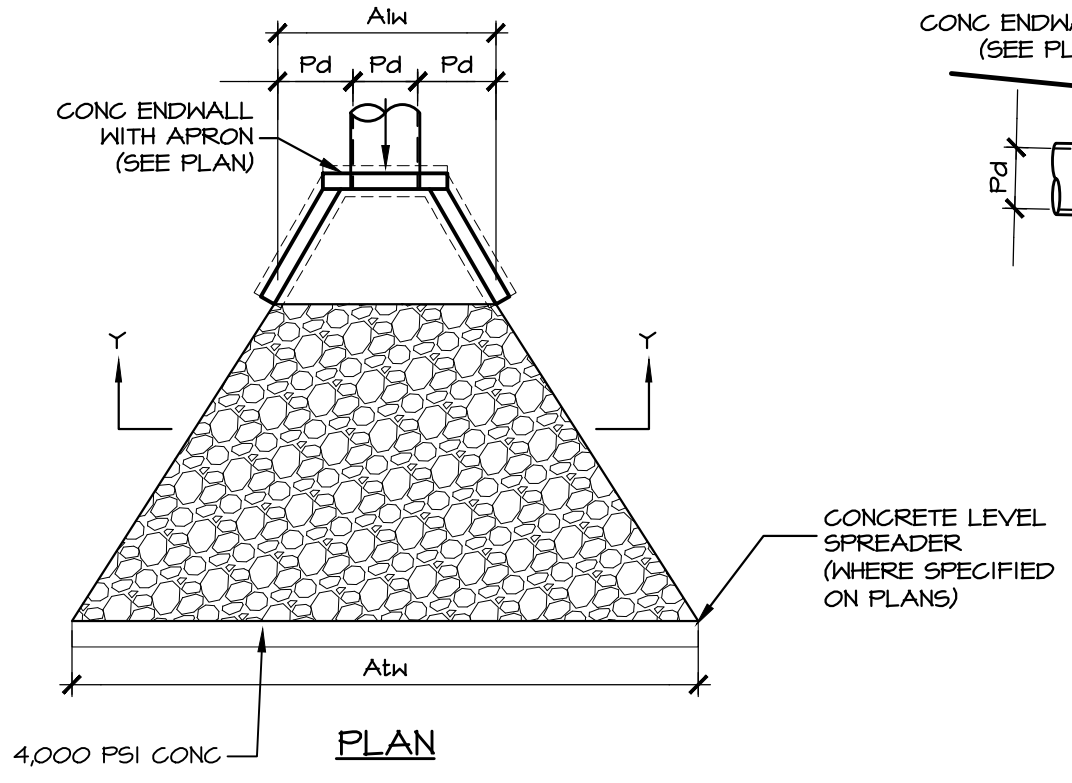 Aiw
Pd Pd Pd
CONC ENDWALL
WITH APRON
(SEE PLAN)
Y Y
CONCRETE LEVEL
SPREADER
(WHERE SPECIFIED
ON PLANS)
Atw
4,000 PSI CONC
PLAN
CONC ENDWA
(SEE PL
Pd